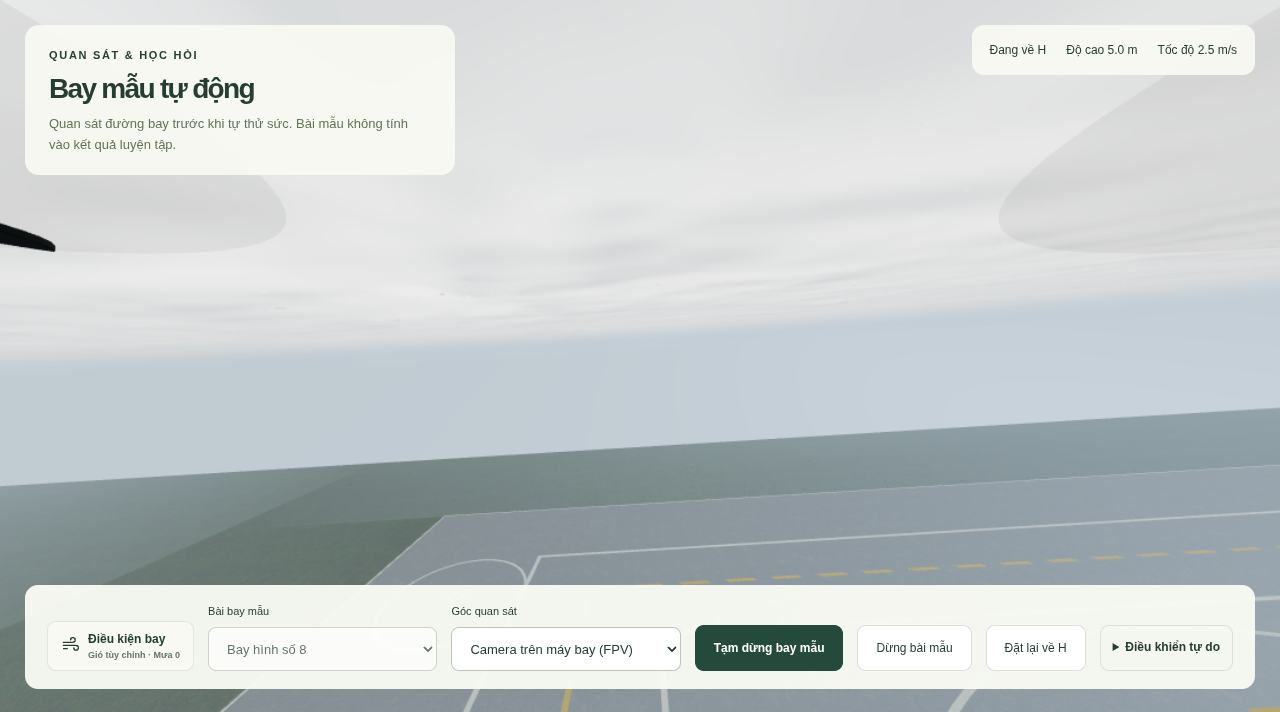 QUAN SÁT & HỌC HỎI
Bay mẫu tự động
Quan sát đường bay trước khi tự thử sức. Bài mẫu không tính
vào kết quả luyện tập.
Đang về H Độ cao 5.0 m Tốc độ 2.5 m/s
Bài bay mẫu
Góc quan sát
Điều kiện bay
Gió tùy chỉnh · Mưa 0
Bay hình số 8
Camera trên máy bay (FPV)
Tạm dừng bay mẫu
Dừng bài mẫu
Đặt lại về H
Điều khiển tự do